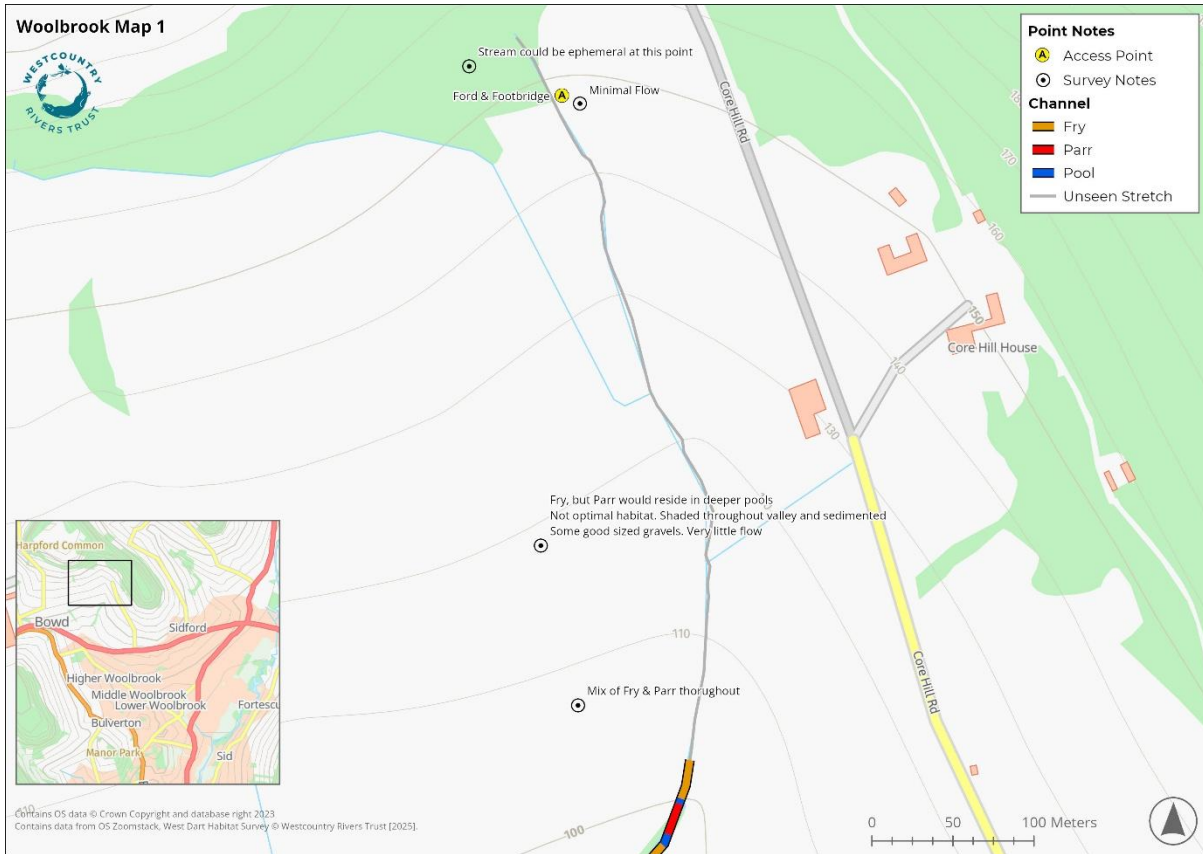 Woolbrook Map 1
WESTCOUNTRY
RIVERS TRUST
Stream could be ephemeral at this point
Ford & Footbridge
A
Minimal Flow
Core Hill Rd
Point Notes
A Access Point
Survey Notes
Channel
Fry
Parr
Pool
Unseen Stretch
170
160
150
Core Hill House
140
130
Fry, but Parr would reside in deeper pools
Not optimal habitat. Shaded throughout valley and sedimented
Some good sized gravels. Very little flow
Harpford Common
Bowd
Sidford
Higher Woolbrook
Middle Woolbrook
Lower Woolbrook
Bulverton
Manor Park
Sid
110
Core Hill Rd
Mix of Fry & Parr thorughout
110
100
Contains OS data © Crown Copyright and database right 2023
Contains data from OS Zoomstack, West Dart Habitat Survey © Westcountry Rivers Trust [2025].
0 50 100 Meters